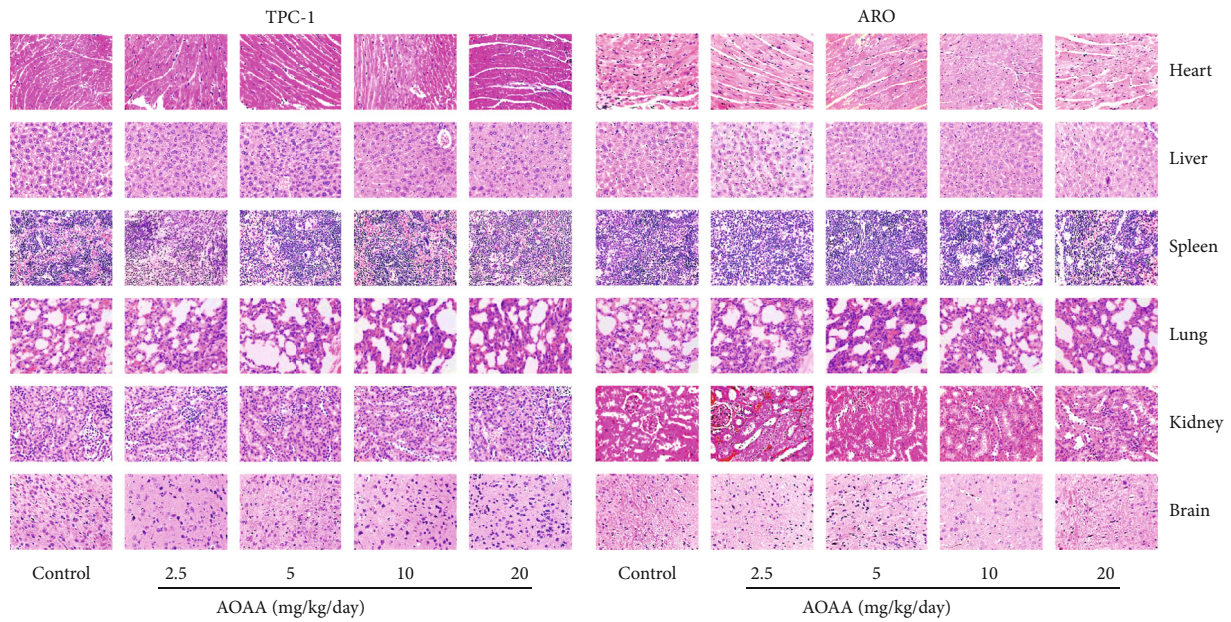 TPC-1 ARO
Heart
Liver
Spleen
Lung
Kidney
Brain
Control 2.5 5 10 20 Control 2.5 5 10 20
AOAA (mg/kg/day) AOAA (mg/kg/day)